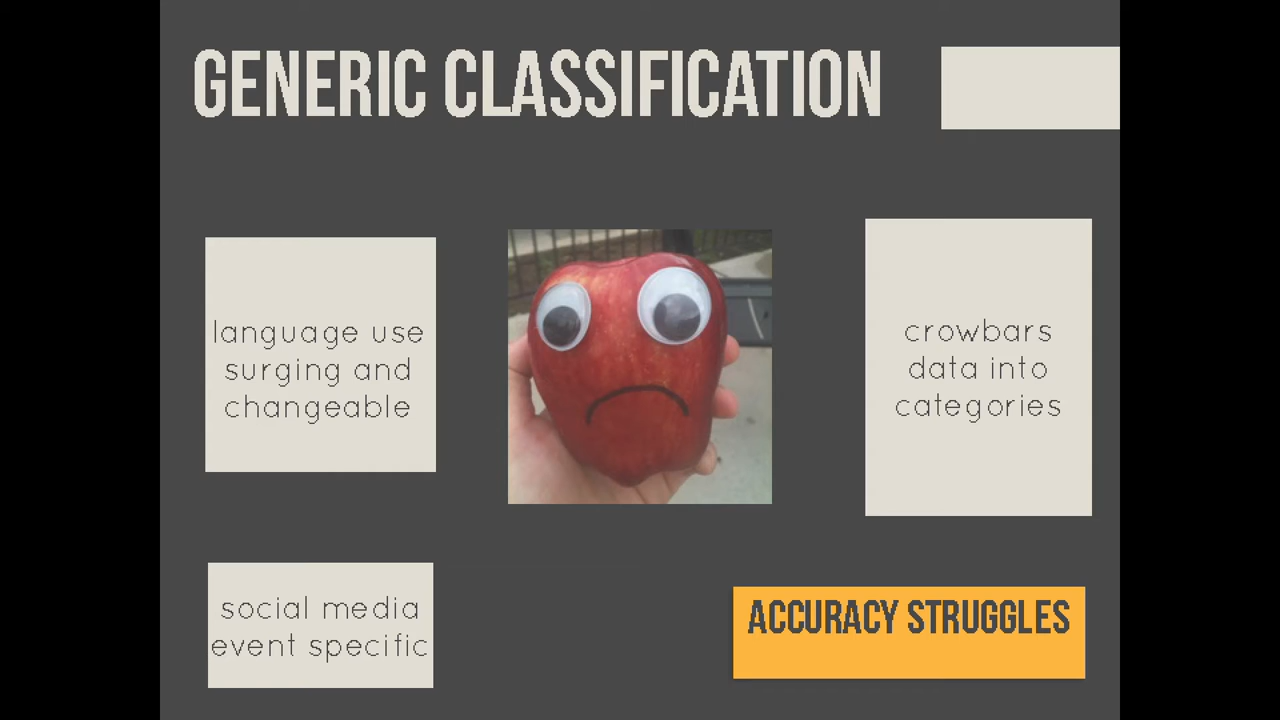 GENERIC CLASSIFICATION
language use
surging and
changeable
crowbars
data into
categories
social media
event specific
ACCURACY STRUGGLES